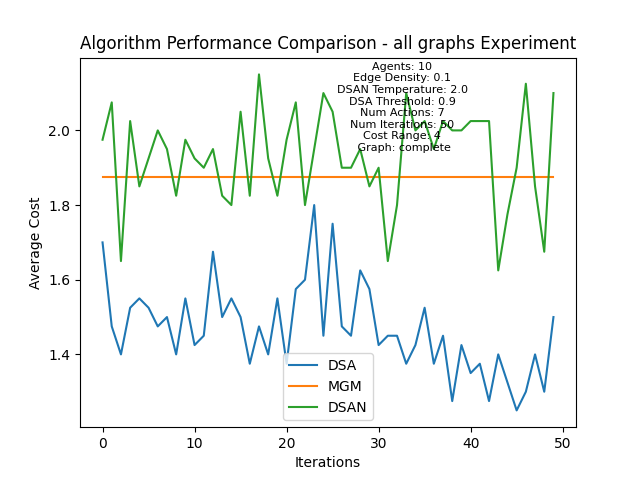 Algorithm Performance Comparison - all graphs Experiment
Agents: 10
Edge Density: 0.1
DSAN Temperature: 2.0
DSA Threshold: 0.9
Num Actions: 7
Num Iterations: 50
Cost Range: 4
Graph: complete
Average Cost
2.0
1.8
1.6
1.4
DSA
MGM
DSAN
0
10
20
30
40
50
Iterations